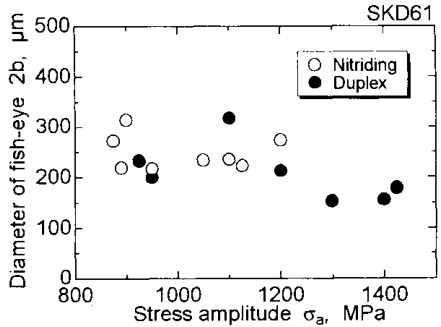 SKD61
500
400
300
200
100
0
Diameter of fish-eye 2b, μm
Nitriding
Duplex
800 1000 1200 1400
Stress amplitude σa, MPa